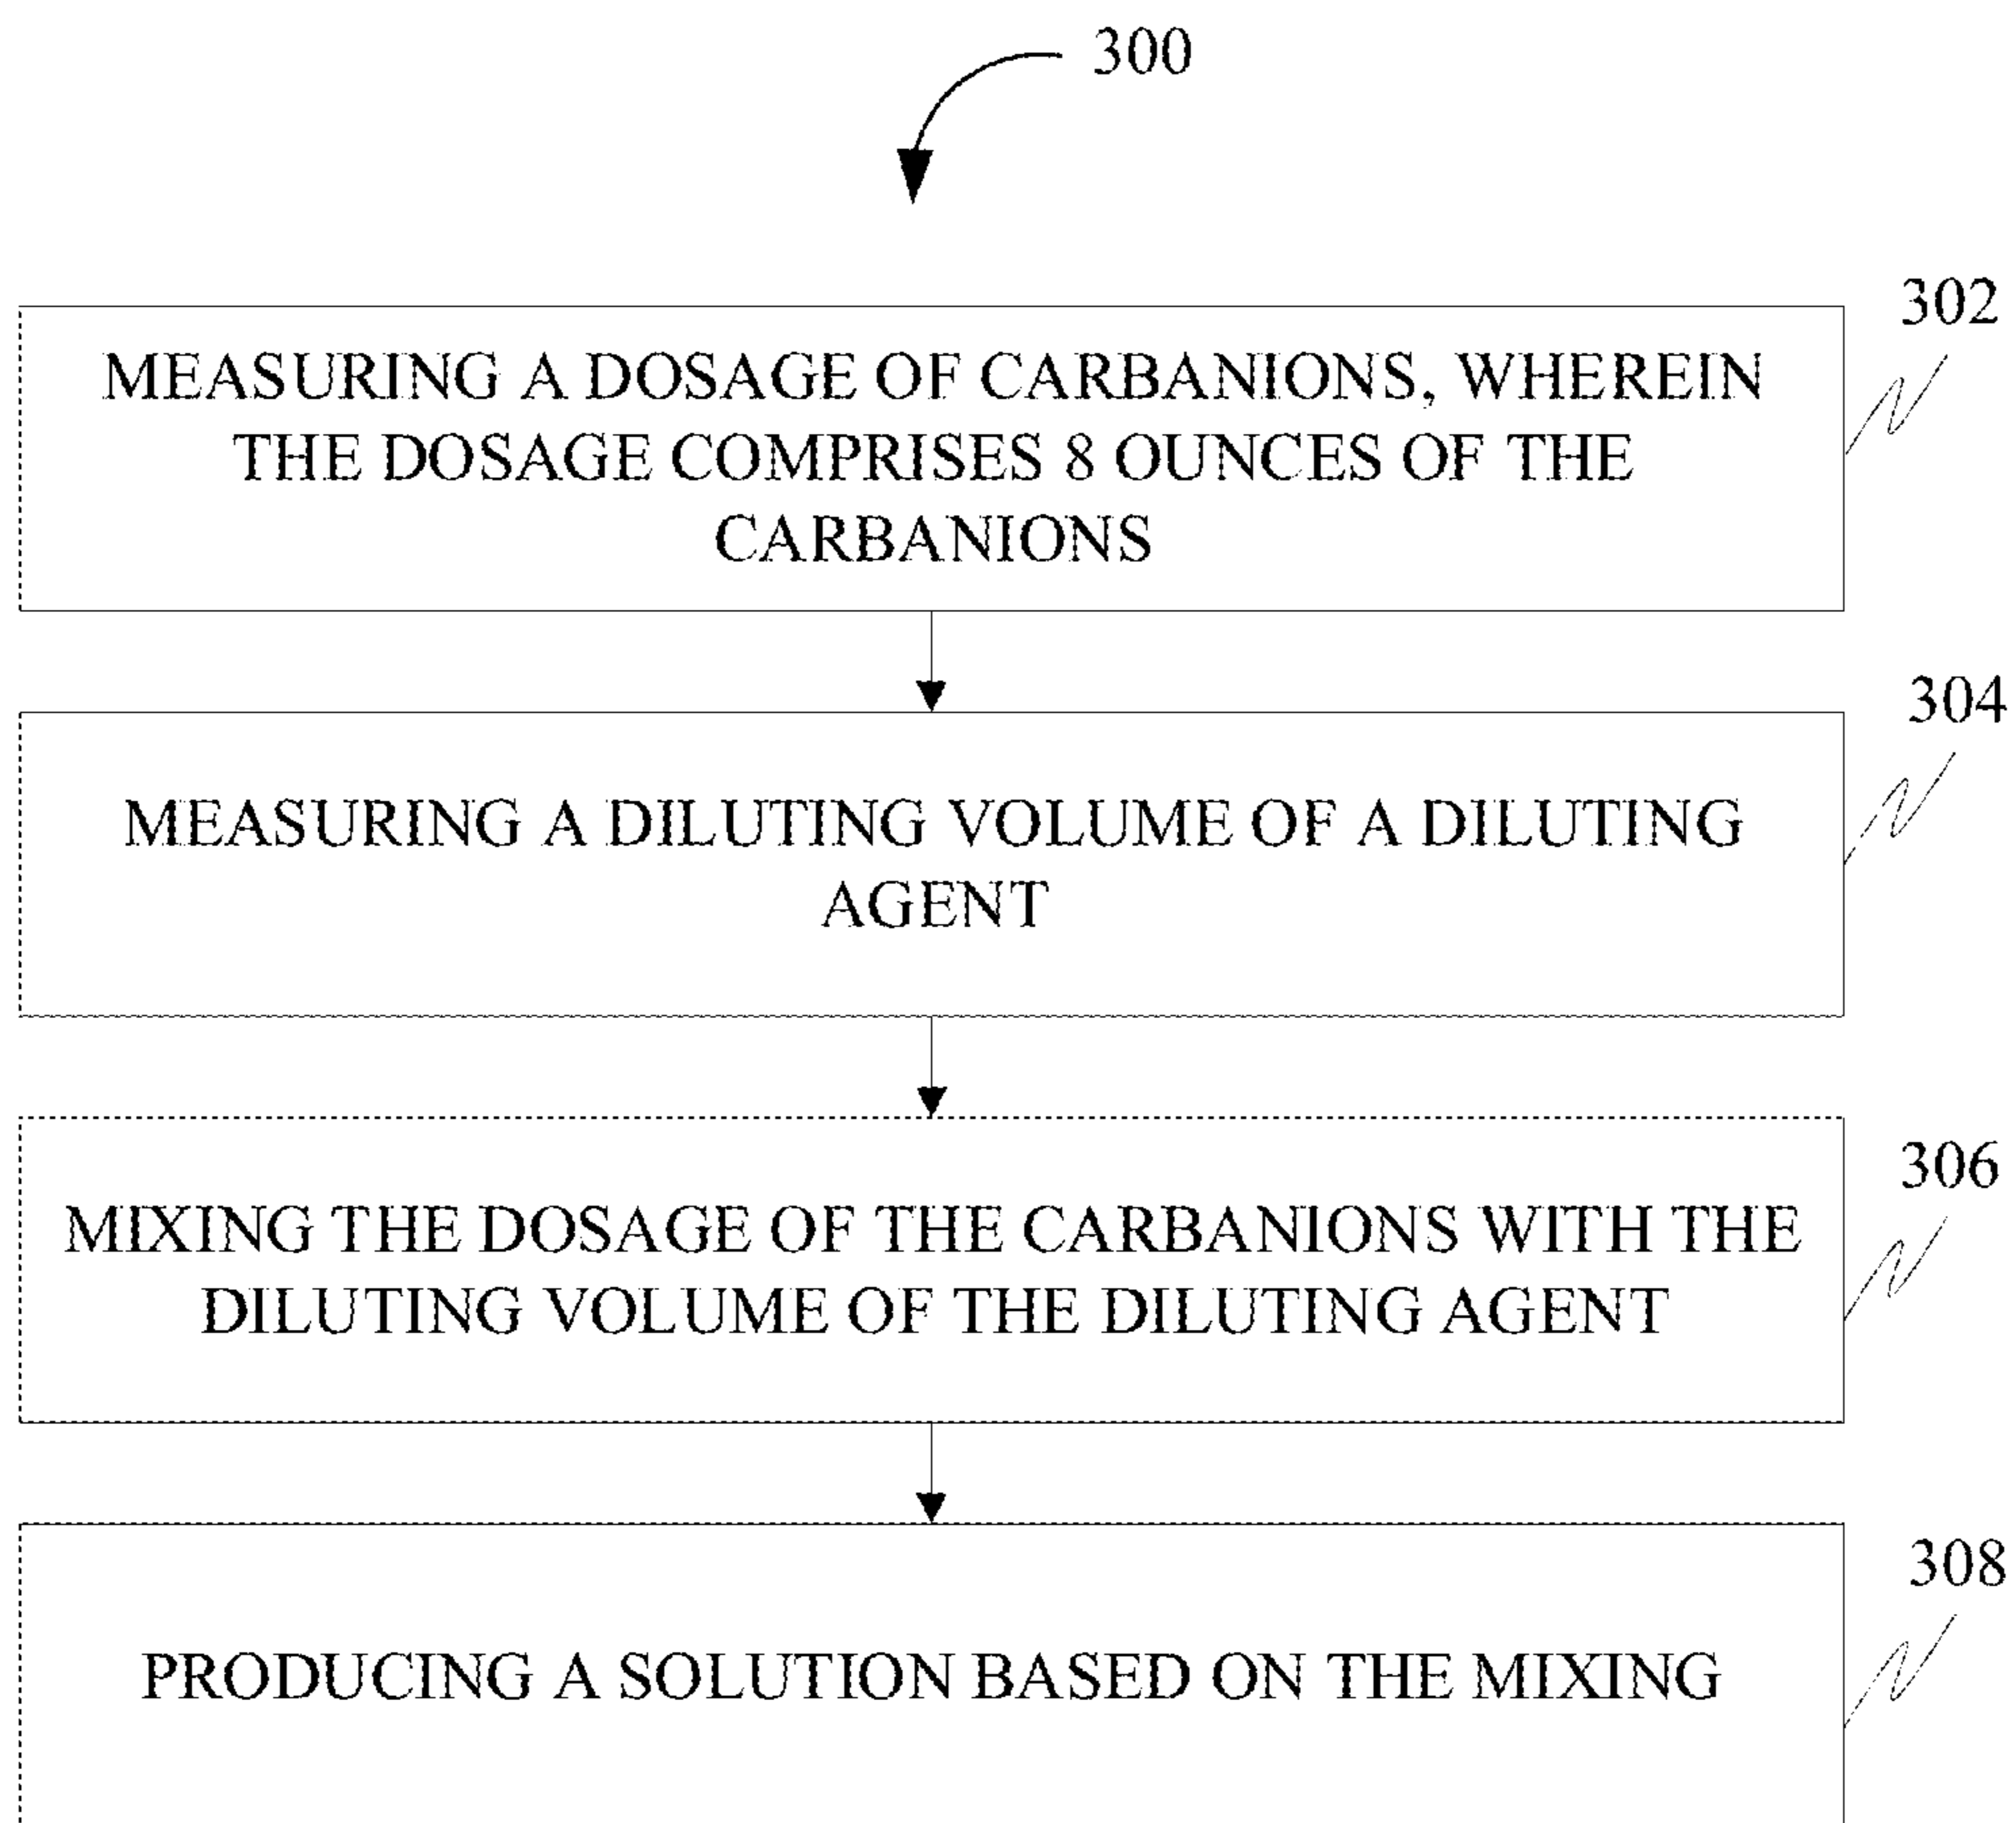 300
302
MEASURING A DOSAGE OF CARBANIONS, WHEREIN
THE DOSAGE COMPRISES 8 OUNCES OF THE
CARBANIONS
304
MEASURING A DILUTING VOLUME OF A DILUTING
AGENT
306
MIXING THE DOSAGE OF THE CARBANIONS WITH THE
DILUTING VOLUME OF THE DILUTING AGENT
308
PRODUCING A SOLUTION BASED ON THE MIXING